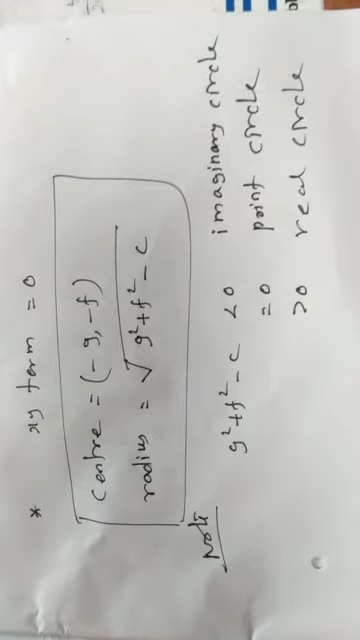 * xy term = 0
Centre = (-g, -f)
radius = √g²+f²-c
Note
g²+f²-c <0 imaginary circle
=0 point circle
>0 real circle